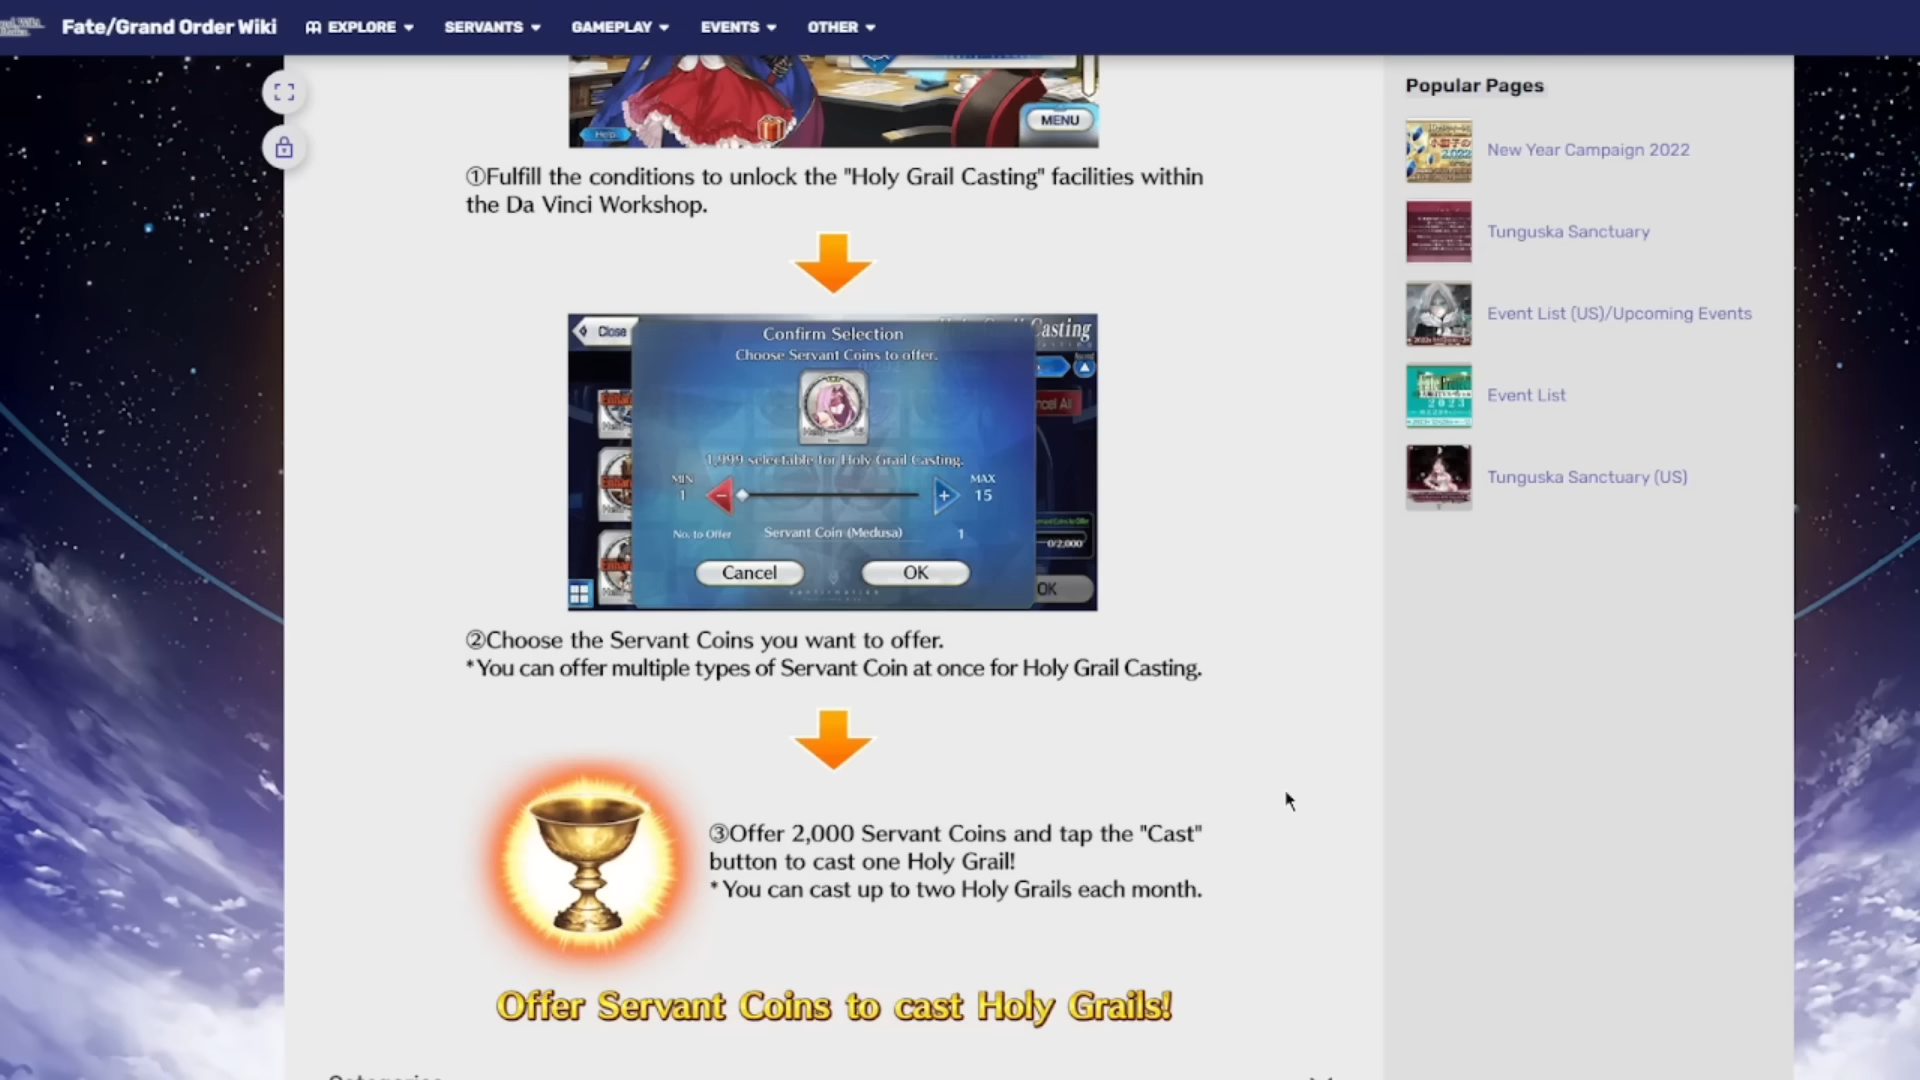 Fate/Grand Order Wiki
EXPLORE
SERVANTS
GAMEPLAY
EVENTS
OTHER
Help
MENU
①Fulfill the conditions to unlock the "Holy Grail Casting" facilities within
the Da Vinci Workshop.
Close
Confirm Selection
Casting
Choose Servant Coins to offer.
1,999 selectable for Holy Grail Casting.
MIN
1
MAX
15
No. to Offer
Servant Coin (Medusa)
1
0/2,000
Cancel
OK
OK
②Choose the Servant Coins you want to offer.
*You can offer multiple types of Servant Coin at once for Holy Grail Casting.
③Offer 2,000 Servant Coins and tap the "Cast"
button to cast one Holy Grail!
*You can cast up to two Holy Grails each month.
Offer Servant Coins to cast Holy Grails!
Popular Pages
New Year Campaign 2022
Tunguska Sanctuary
Event List (US)/Upcoming Events
Event List
Tunguska Sanctuary (US)